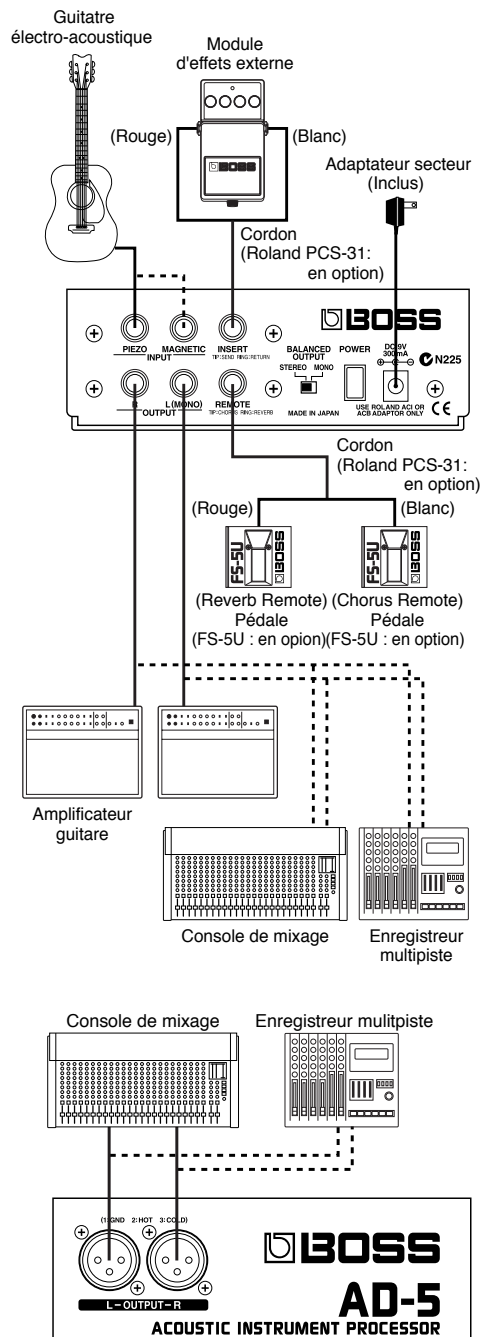 Guitatre
électro-acoustique
Module
d'effets externe
(Rouge)
(Blanc)
BOSS
Adaptateur secteur
(Inclus)
Cordon
(Roland PCS-31:
en option)
BOSS
PIEZO MAGNETIC INSERT
INPUT
TIP:SEND RING:RETURN
BALANCED
OUTPUT
STEREO MONO
POWER
DC 9V
300mA
N225
R L (MONO) REMOTE
OUTPUT
TIP:CHORUS RING:REVERB
MADE IN JAPAN
USE ROLAND ACI OR
ACB ADAPTOR ONLY
CE
Cordon
(Roland PCS-31:
en option)
(Rouge)
(Blanc)
FS-5U
BOSS
FS-5U
BOSS
(Reverb Remote) (Chorus Remote)
Pédale Pédale
(FS-5U : en opion)(FS-5U : en option)
Amplificateur
guitare
Console de mixage
Enregistreur
multipiste
Console de mixage
Enregistreur mulitpiste
(1:GND 2:HOT 3:COLD)
L – OUTPUT – R
BOSS
AD-5
ACOUSTIC INSTRUMENT PROCESSOR